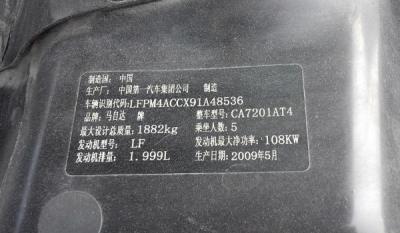 制造国：中国
生产厂：中国第一汽车集团公司 制造
车辆识别代码：LFPM4ACCX91A48536
品牌：马自达 牌 整车型号：CA7201AT4
最大设计总质量：1882kg 乘坐人数：5
发动机型号：LF 发动机最大净功率：108KW
发动机排量：1.999L 生产日期：2009年5月